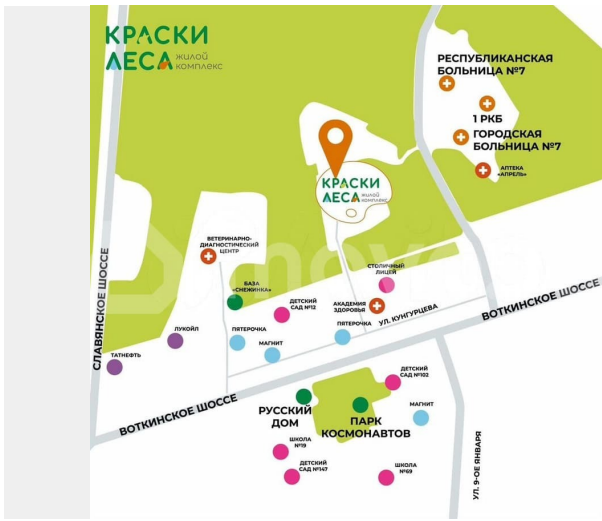 КРАСКИ
ЛЕСА
жилой
комплекс
РЕСПУБЛИКАНСКАЯ
БОЛЬНИЦА №7
1 РКБ
ГОРОДСКАЯ
БОЛЬНИЦА №7
АПТЕКА
«АПРЕЛЬ»
КРАСКИ
ЛЕСА
жилой
комплекс
ВЕТЕРИНАРНО-
ДИАГНОСТИЧЕСКИЙ
ЦЕНТР
СТОЛИЧНЫЙ
ЛИЦЕЙ
БАЗА
«СНЕЖИНКА»
ДЕТСКИЙ
САД №12
АКАДЕМИЯ
ЗДОРОВЬЯ
УЛ. КУНГУРЦЕВА
ВОТКИНСКОЕ ШОССЕ
СЛАВЯНСКОЕ ШОССЕ
ЛУКОЙЛ
ПЯТЕРОЧКА
ПЯТЕРОЧКА
МАГНИТ
ТАТНЕФТЬ
ДЕТСКИЙ
САД №102
ВОТКИНСКОЕ ШОССЕ
РУССКИЙ
ДОМ
ПАРК
КОСМОНАВТОВ
МАГНИТ
ШКОЛА
№19
ДЕТСКИЙ
САД №147
ШКОЛА
№69
УЛ. 9-ОЕ ЯНВАРЯ